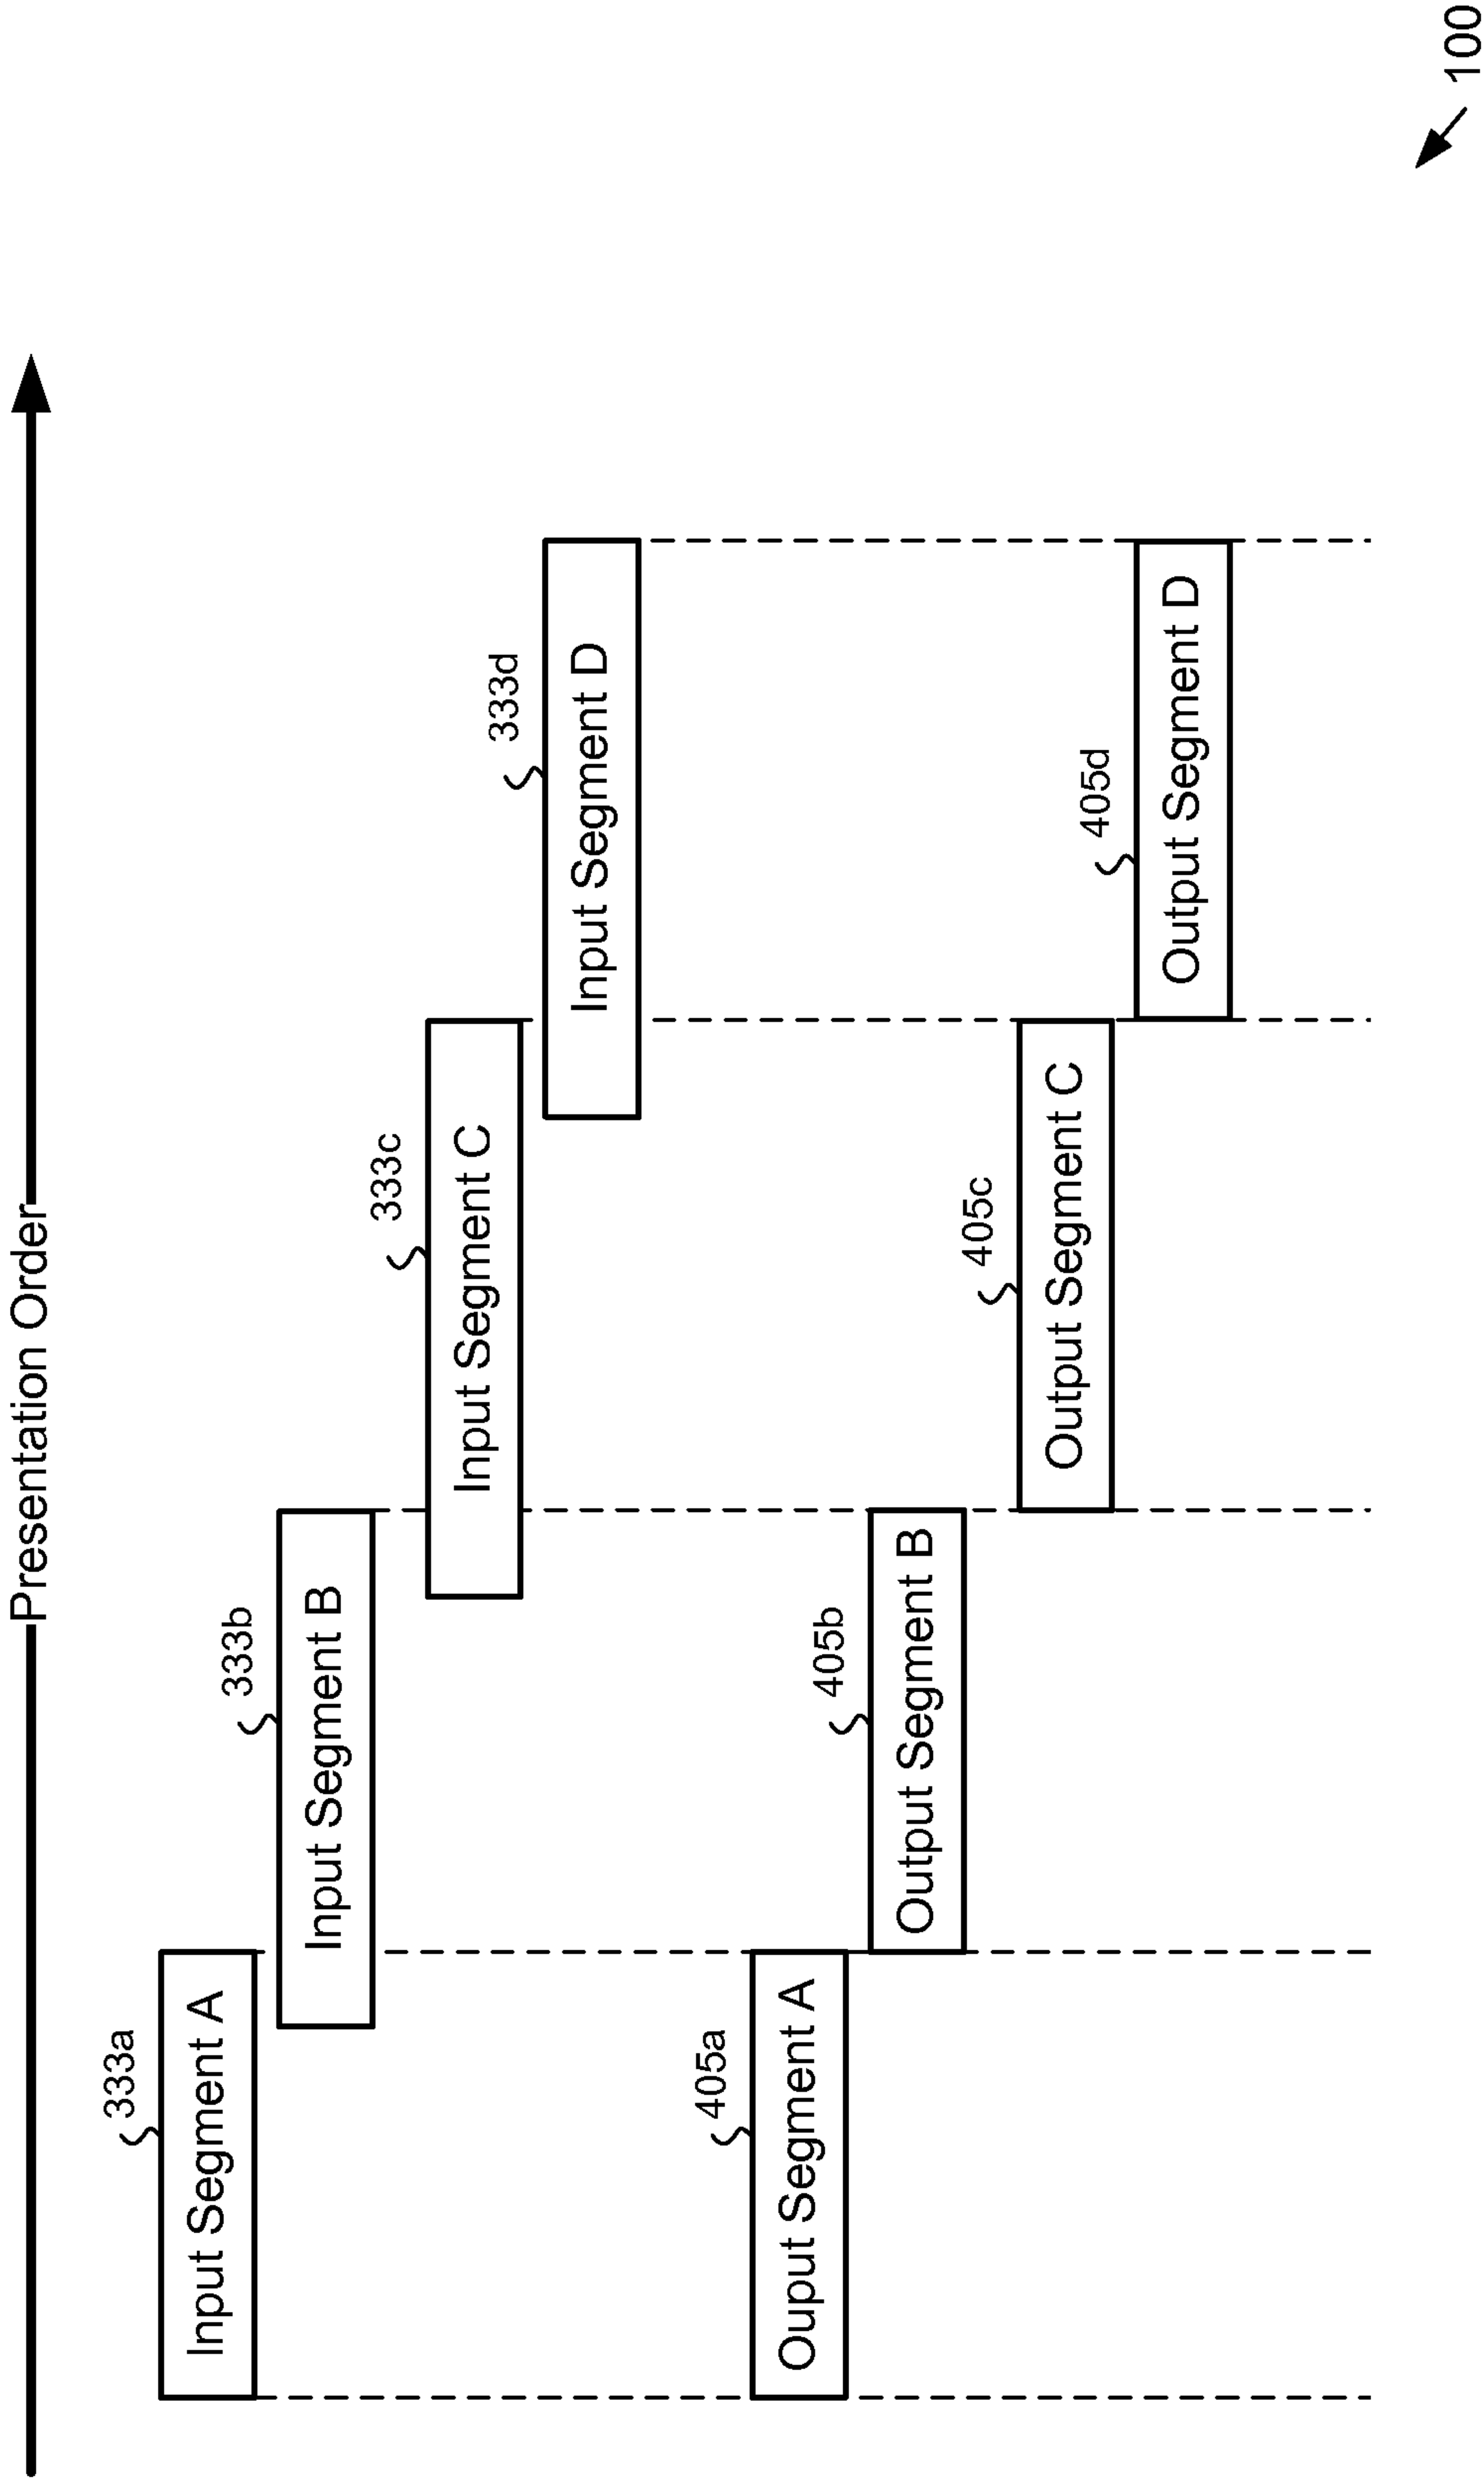 Presentation Order
333a
Input Segment A
333b
Input Segment B
333c
Input Segment C
333d
Input Segment D
405a
Ouput Segment A
405b
Output Segment B
405c
Output Segment C
405d
Output Segment D
100